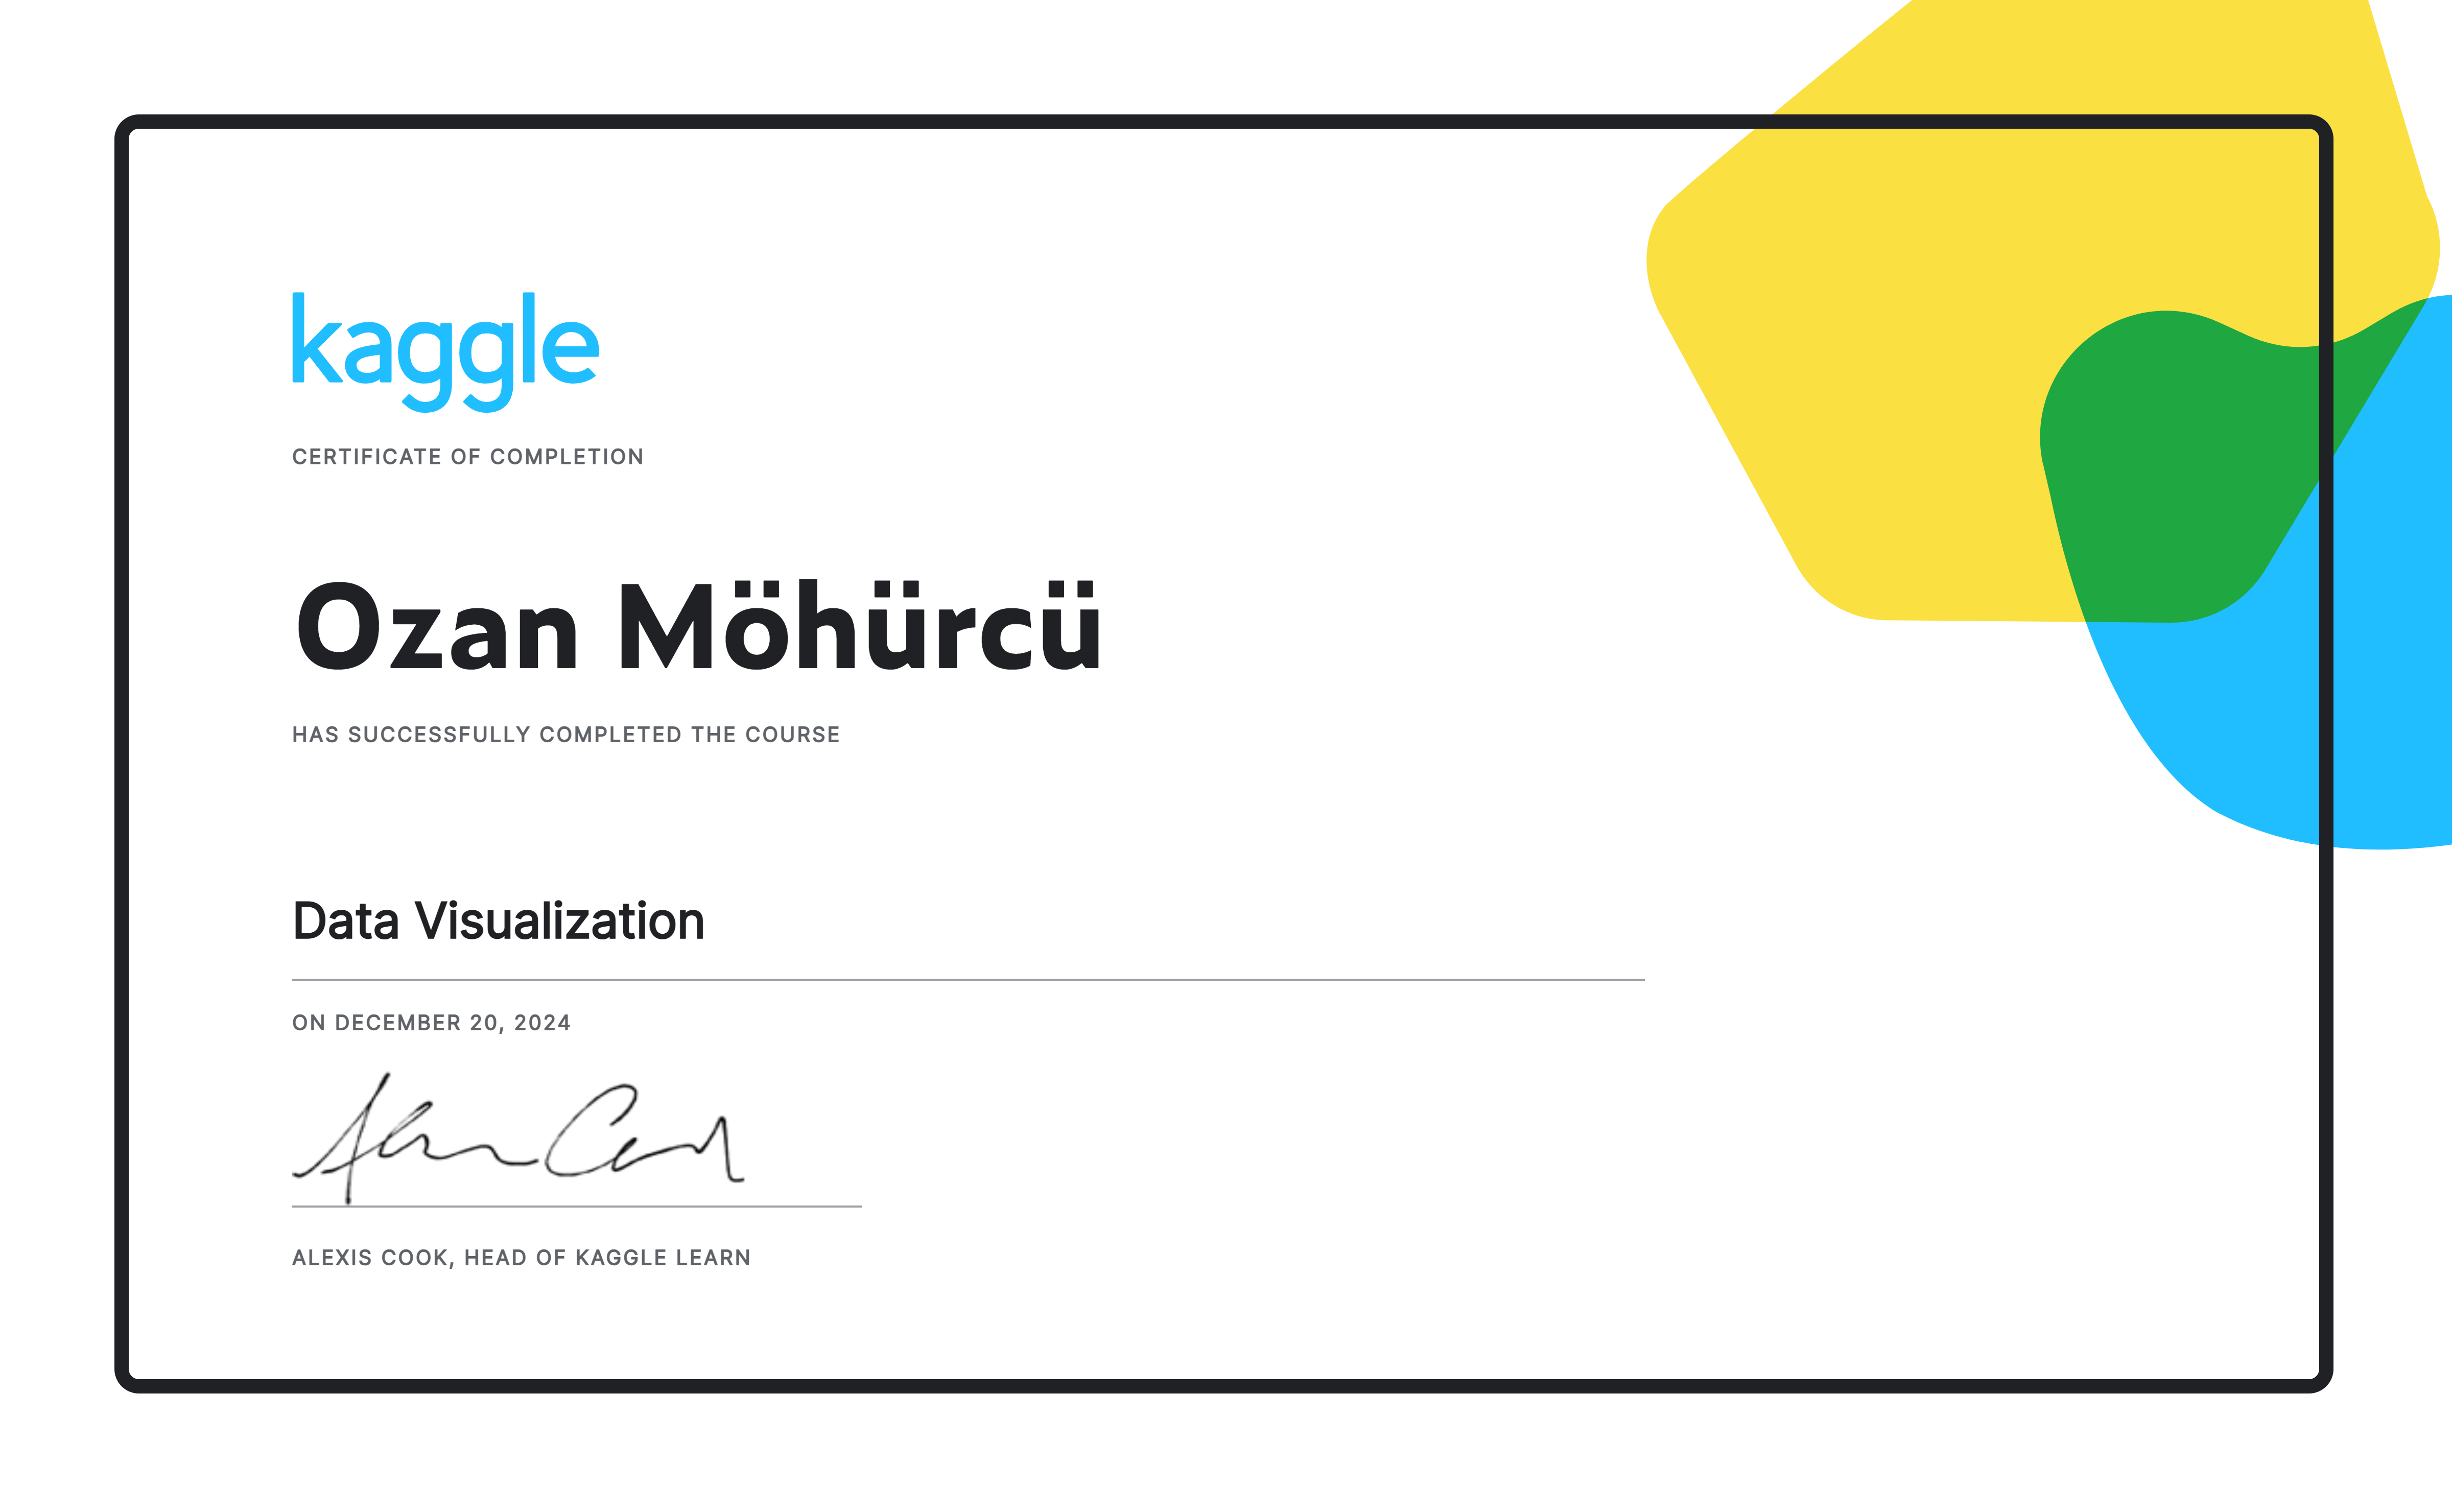 kaggle
CERTIFICATE OF COMPLETION
Ozan Möhürcü
HAS SUCCESSFULLY COMPLETED THE COURSE
Data Visualization
ON DECEMBER 20, 2024
ALEXIS COOK, HEAD OF KAGGLE LEARN